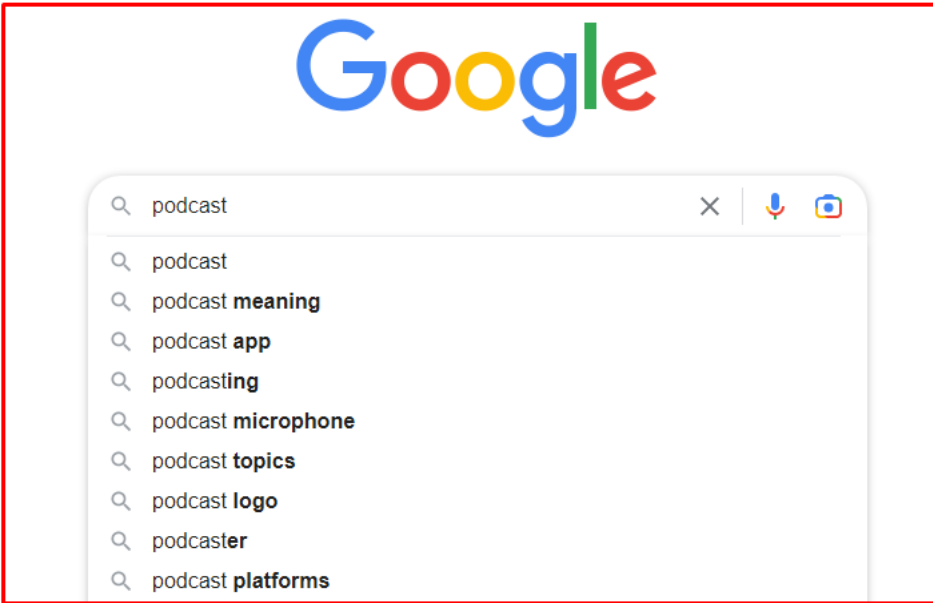 Google
podcast
podcast
podcast meaning
podcast app
podcasting
podcast microphone
podcast topics
podcast logo
podcaster
podcast platforms